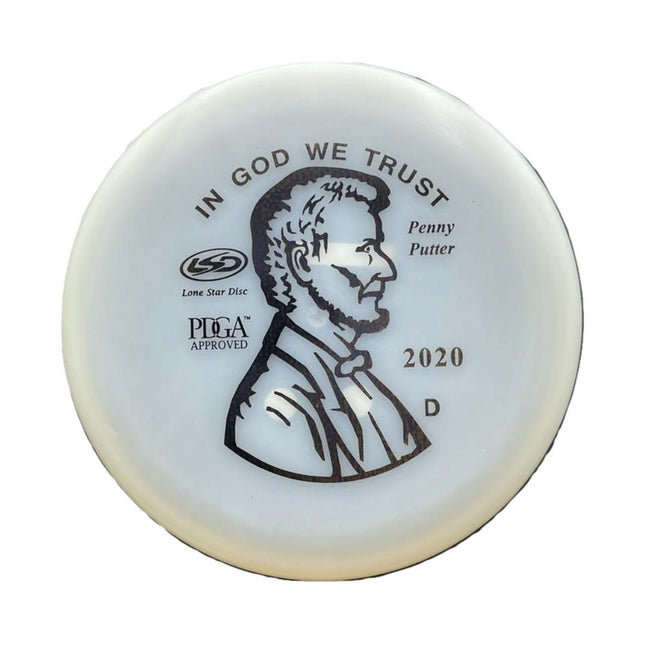 IN GOD WE TRUST
Penny
Putter
LSD
Lone Star Disc
PDGA™
APPROVED
2020
D